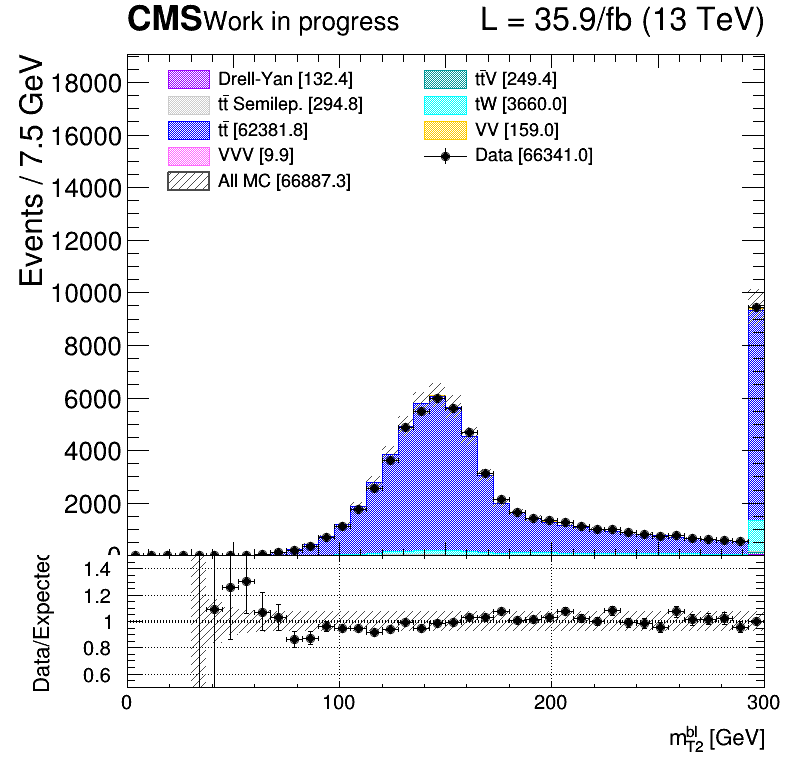 CMS Work in progress L = 35.9/fb (13 TeV)
Events / 7.5 GeV
18000
16000
14000
12000
10000
8000
6000
4000
2000
0
Drell-Yan [132.4]
tt̄ Semilep. [294.8]
tt̄ [62381.8]
VVV [9.9]
All MC [66887.3]
tt̄V [249.4]
tW [3660.0]
VV [159.0]
Data [66341.0]
Data/Expected
1.4
1.2
1
0.8
0.6
0 100 200 300
m_T2^bl [GeV]